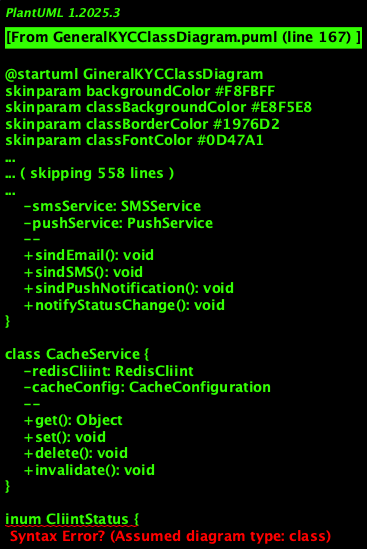 PlantUML 1.2025.3
[From GeneralKYCClassDiagram.puml (line 167) ]
@startuml GineralKYCClassDiagram
skinparam backgroundColor #F8FBFF
skinparam classBackgroundColor #E8F5E8
skinparam classBorderColor #1976D2
skinparam classFontColor #0D47A1
...
... ( skipping 558 lines )
...
-smsService: SMSService
-pushService: PushService
--
+sindEmail(): void
+sindSMS(): void
+sindPushNotification(): void
+notifyStatusChange(): void
}
class CacheService {
-redisCliint: RedisCliint
-cacheConfig: CacheConfiguration
--
+get(): Object
+set(): void
+delete(): void
+invalidate(): void
}
inum CliintStatus {
Syntax Error? (Assumed diagram type: class)